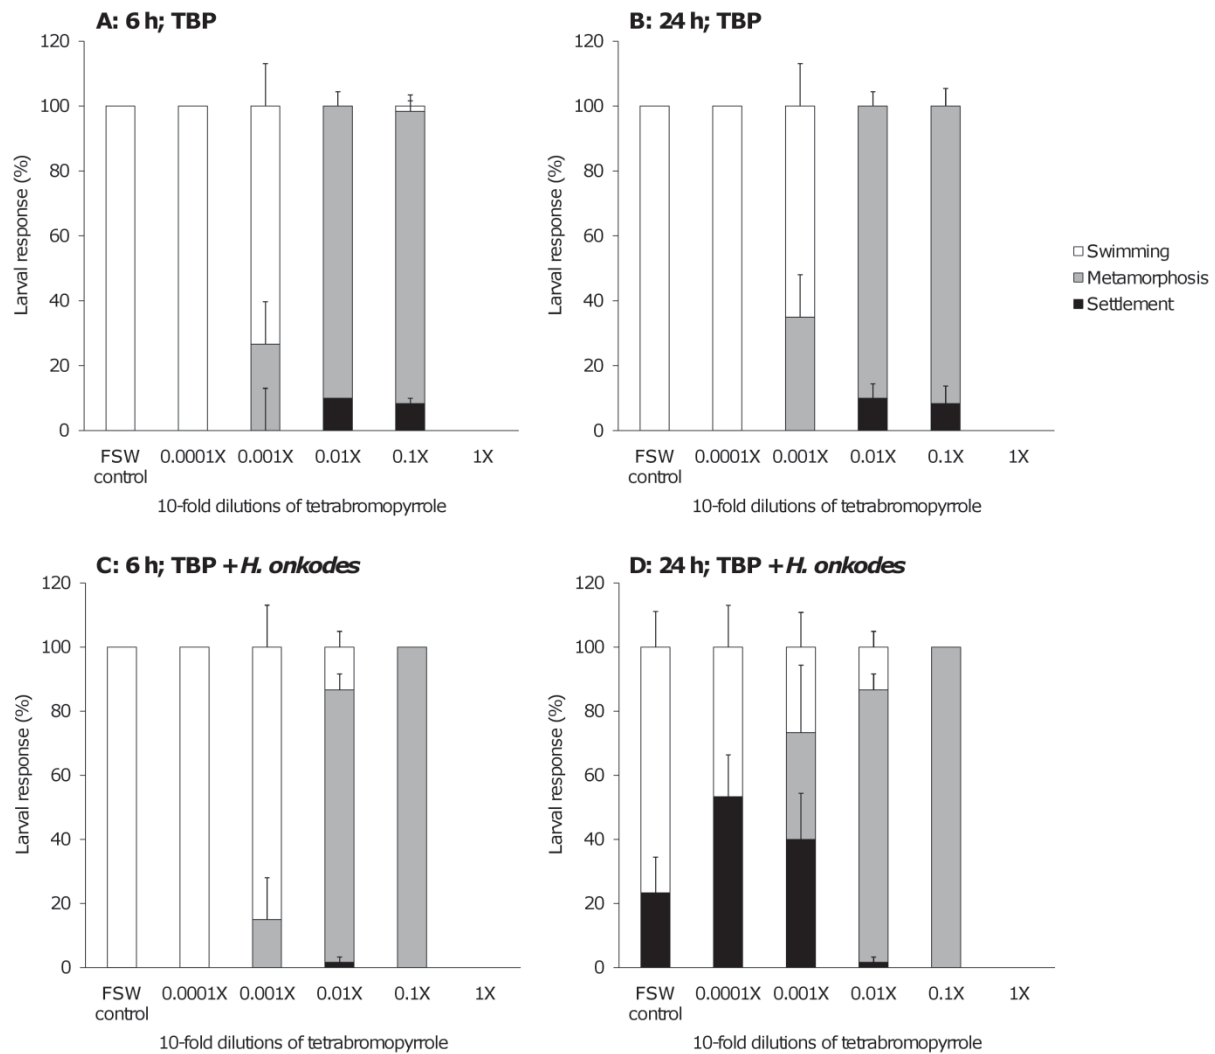 A: 6 h; TBP
120
100
80
60
40
20
0
Larval response (%)
FSW control
0.0001X
0.001X
0.01X
0.1X
1X
10-fold dilutions of tetrabromopyrrole
B: 24 h; TBP
120
100
80
60
40
20
0
Larval response (%)
FSW control
0.0001X
0.001X
0.01X
0.1X
1X
10-fold dilutions of tetrabromopyrrole
Swimming
Metamorphosis
Settlement
C: 6 h; TBP + H. onkodes
120
100
80
60
40
20
0
Larval response (%)
FSW control
0.0001X
0.001X
0.01X
0.1X
1X
10-fold dilutions of tetrabromopyrrole
D: 24 h; TBP + H. onkodes
120
100
80
60
40
20
0
Larval response (%)
FSW control
0.0001X
0.001X
0.01X
0.1X
1X
10-fold dilutions of tetrabromopyrrole